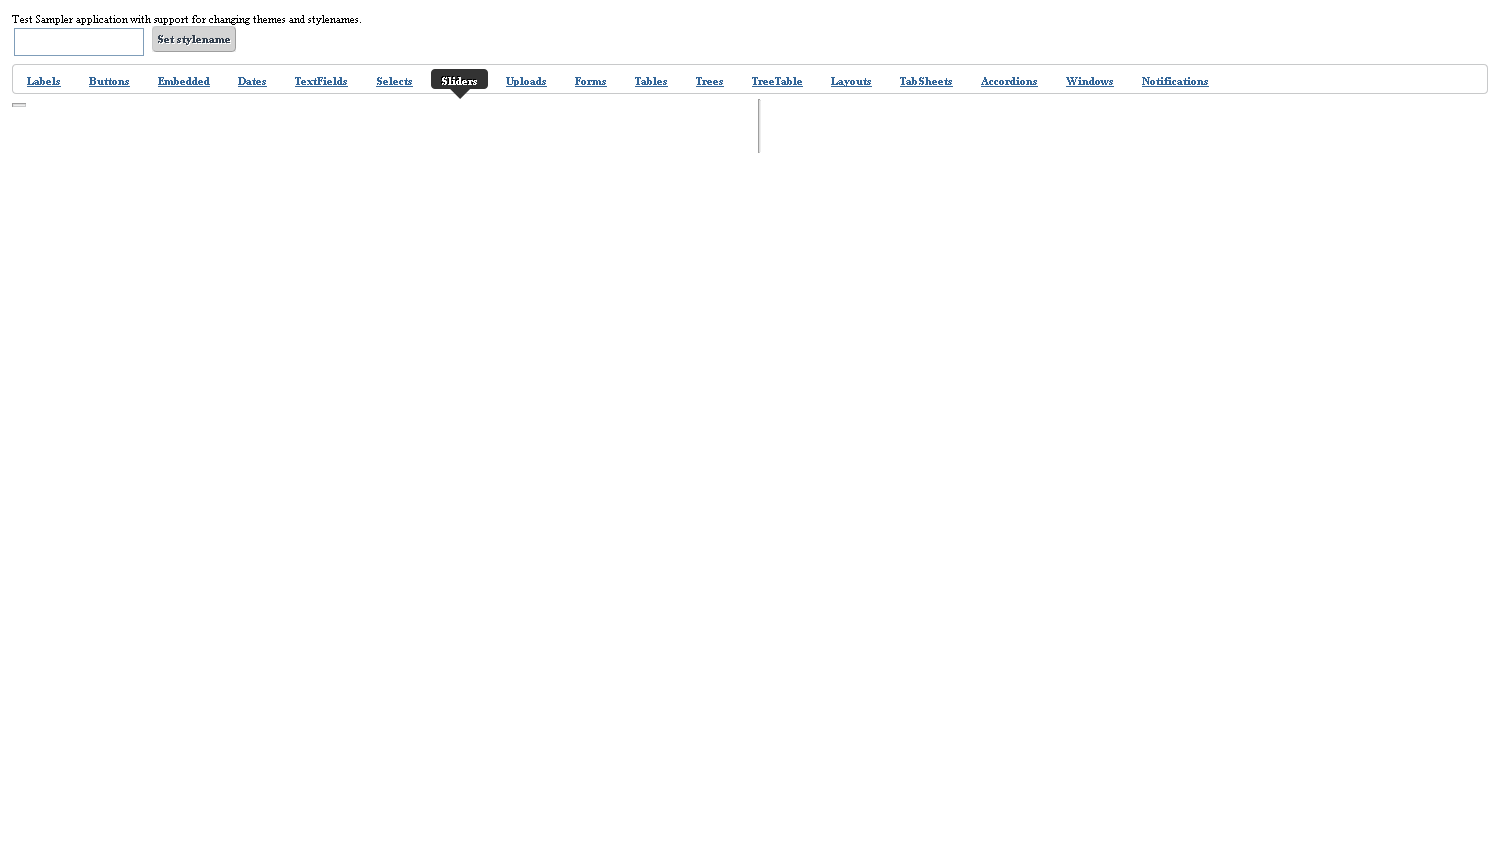 Test Sampler application with support for changing themes and stylenames.
Set stylename
Labels Buttons Embedded Dates TextFields Selects Sliders Uploads Forms Tables Trees TreeTable Layouts TabSheets Accordions Windows Notifications